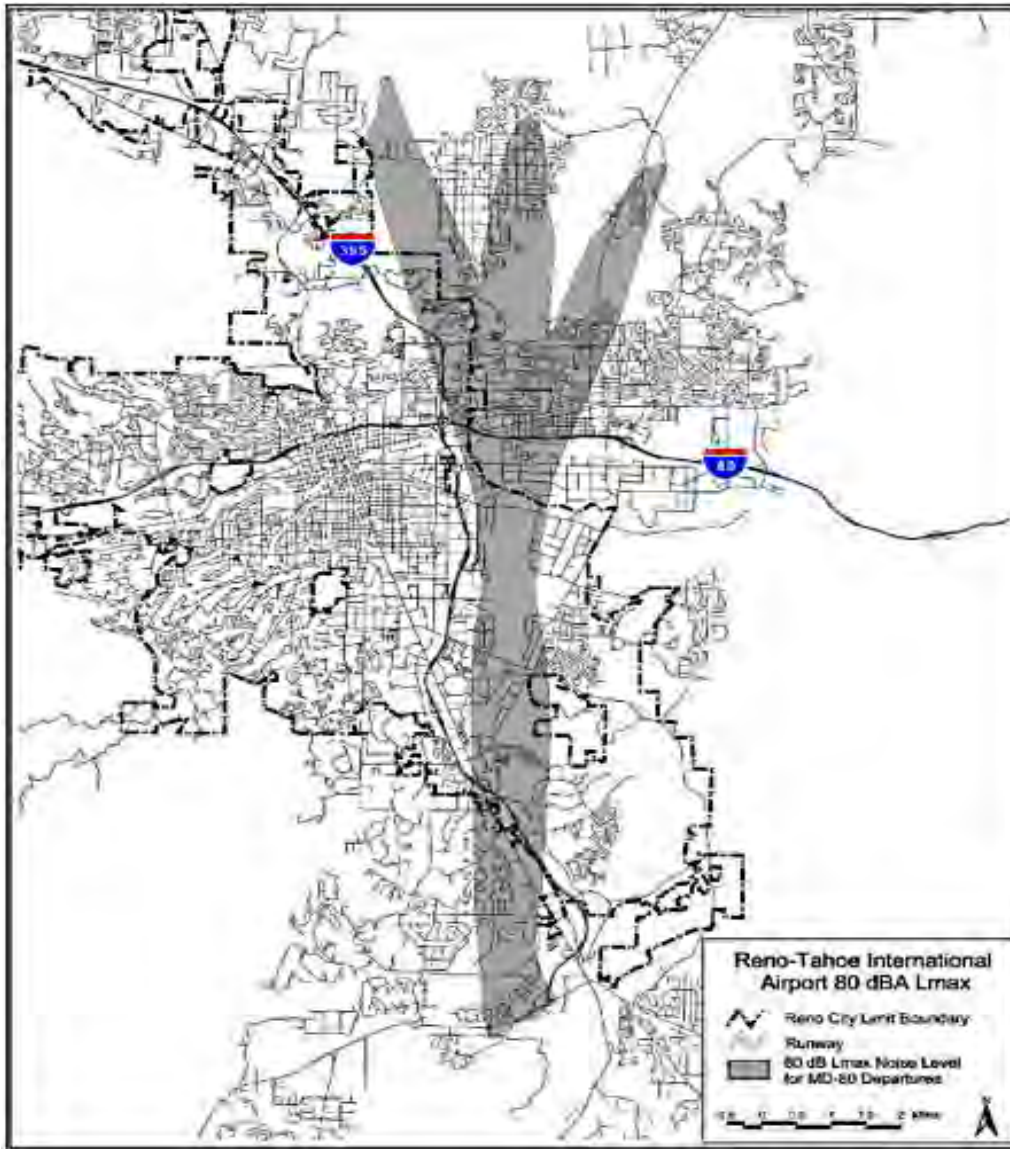 395
80
Reno-Tahoe International
Airport 80 dBA Lmax
Reno City Limit Boundary
Runway
80 dB Lmax Noise Level
for MD-80 Departures
Miles
N